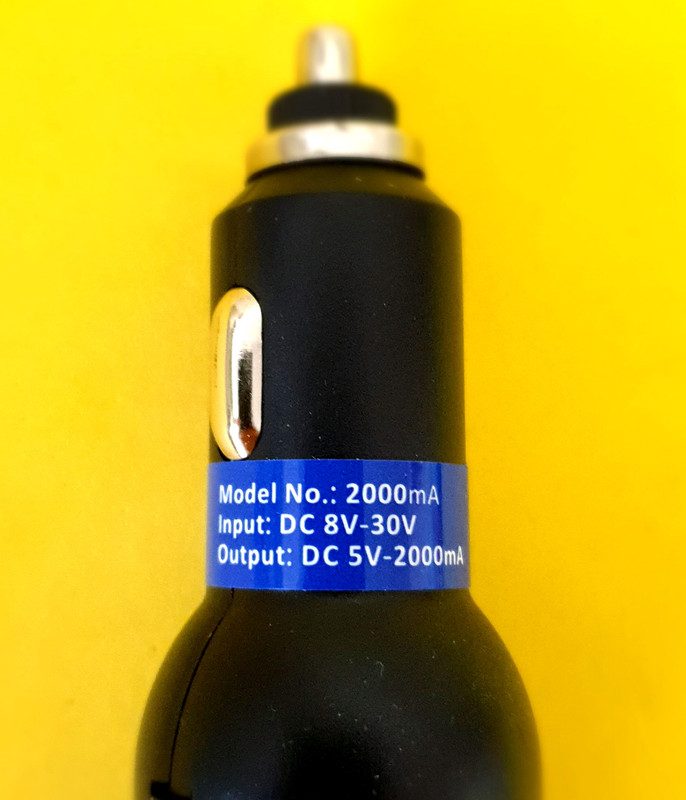 Model No.: 2000mA
Input: DC 8V-30V
Output: DC 5V-2000mA